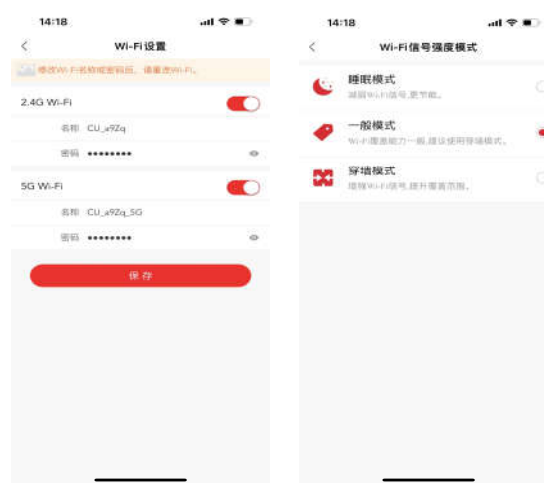 14:18
Wi-Fi设置
修改Wi-Fi名称或密码后，请重连Wi-Fi。
2.4G Wi-Fi
名称 CU_a9Zq
密码 ••••••••
5G Wi-Fi
名称 CU_a9Zq_5G
密码 ••••••••
保存
14:18
Wi-Fi信号强度模式
睡眠模式
减弱Wi-Fi信号,更节能。
一般模式
Wi-Fi覆盖能力一般,建议使用穿墙模式。
穿墙模式
增强Wi-Fi信号,提升覆盖范围。